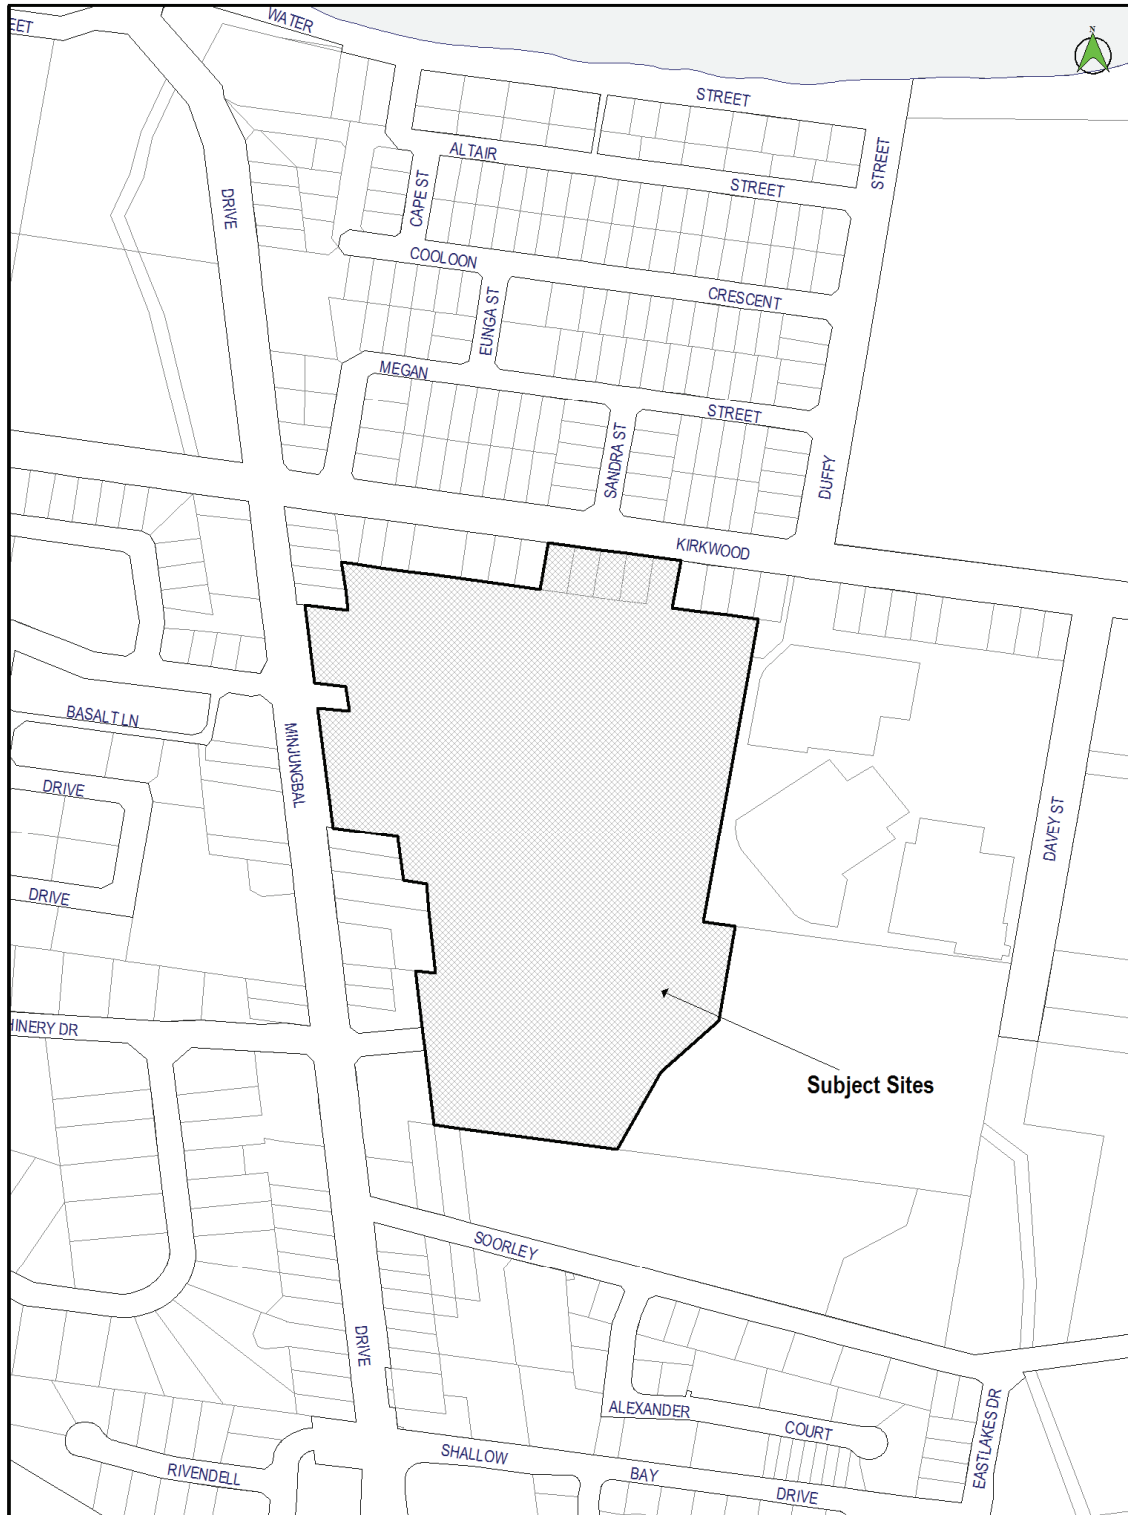 WATER
EET
N
STREET
ALTAIR
STREET
STREET
DRIVE
CAPE ST
COOLOON
CRESCENT
EUNGA ST
MEGAN
STREET
SANDRA ST
DUFFY
KIRKWOOD
BASALT LN
MINJUNGBAL
DRIVE
DAVEY ST
DRIVE
HINERY DR
Subject Sites
SOORLEY
DRIVE
ALEXANDER
COURT
EASTLAKES DR
SHALLOW
BAY
DRIVE
RIVENDELL